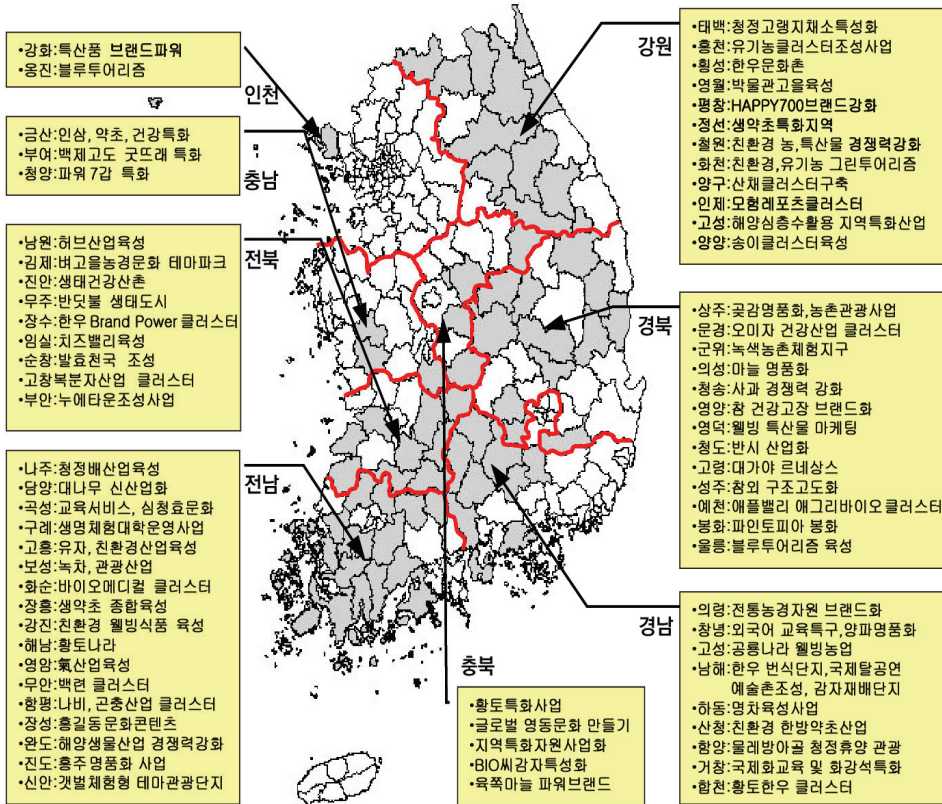 •강화:특산품 브랜드파워
•옹진:블루투어리즘
인천
•금산:인삼, 약초, 건강특화
•부여:백제고도 굿뜨래 특화
•청양:파워 7갑 특화
충남
•남원:허브산업육성
•김제:벼고을농경문화 테마파크
•진안:생태건강산촌
•무주:반딧불 생태도시
•장수:한우 Brand Power 클러스터
•임실:치즈밸리육성
•순창:발효천국 조성
•고창복분자산업 클러스터
•부안:누에타운조성사업
전북
•나주:청정배산업육성
•담양:대나무 신산업화
•곡성:교육서비스, 심청효문화
•구례:생명체험대학운영사업
•고흥:유자, 친환경산업육성
•보성:녹차, 관광산업
•화순:바이오메디컬 클러스터
•장흥:생약초 종합육성
•강진:친환경 웰빙식품 육성
•해남:황토나라
•영암:氣산업육성
•무안:백련 클러스터
•함평:나비, 곤충산업 클러스터
•장성:홍길동문화콘텐츠
•완도:해양생물산업 경쟁력강화
•진도:홍주명품화 사업
•신안:갯벌체험형 테마관광단지
전남
강원
•태백:청정고랭지채소특성화
•홍천:유기농클러스터조성사업
•횡성:한우문화촌
•영월:박물관고을육성
•평창:HAPPY700브랜드강화
•정선:생약초특화지역
•철원:친환경 농,특산물 경쟁력강화
•화천:친환경,유기농 그린투어리즘
•양구:산채클러스터구축
•인제:모험레포츠클러스터
•고성:해양심층수활용 지역특화산업
•양양:송이클러스터육성
경북
•상주:곶감명품화,농촌관광사업
•문경:오미자 건강산업 클러스터
•군위:녹색농촌체험지구
•의성:마늘 명품화
•청송:사과 경쟁력 강화
•영양:참 건강고장 브랜드화
•영덕:웰빙 특산물 마케팅
•청도:반시 산업화
•고령:대가야 르네상스
•성주:참외 구조고도화
•예천:애플밸리 애그리바이오클러스터
•봉화:파인토피아 봉화
•울릉:블루투어리즘 육성
경남
•의령:전통농경자원 브랜드화
•창녕:외국어 교육특구,양파명품화
•고성:공룡나라 웰빙농업
•남해:한우 번식단지,국제탈공연
예술촌조성, 감자재배단지
•하동:명차육성사업
•산청:친환경 한방약초산업
•함양:물레방아골 청정휴양 관광
•거창:국제화교육 및 화강석특화
•합천:황토한우 클러스터
충북
•황토특화사업
•글로벌 영동문화 만들기
•지역특화자원사업화
•BIO씨감자특성화
•육쪽마늘 파워브랜드